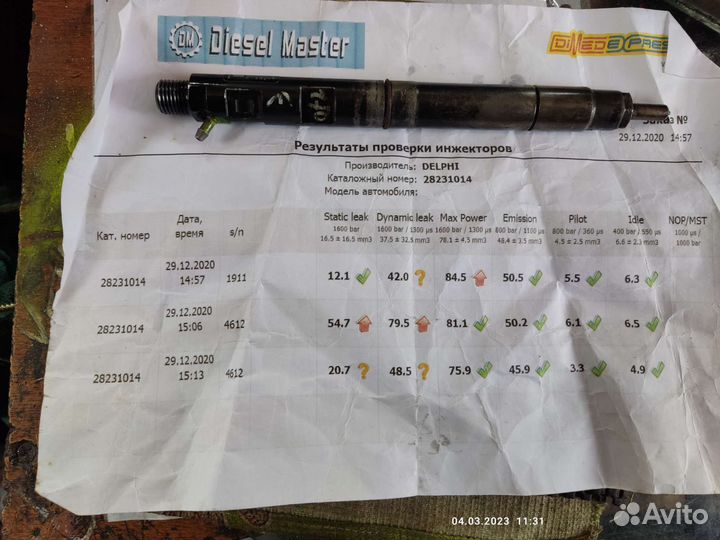 DM Diesel Master
Заказ №
29.12.2020 14:57
Результаты проверки инжекторов
Производитель: DELPHI
Каталожный номер: 28231014
Модель автомобиля:
Кат. номер Дата, время s/n Static leak Dynamic leak Max Power Emission Pilot Idle NOP/MST
1600 bar 1600 bar / 1300 µs 1600 bar / 1300 µs 800 bar / 1100 µs 800 bar / 360 µs 400 bar / 550 µs 1000 µs /
16.5 ± 16.5 mm3 37.5 ± 32.5 mm3 78.1 ± 4.5 mm3 48.4 ± 3.5 mm3 4.5 ± 2.5 mm3 6.6 ± 2.3 mm3 1000 bar
28231014 29.12.2020 14:57 1911 12.1 42.0 ? 84.5 50.5 5.5 6.3
28231014 29.12.2020 15:06 4612 54.7 79.5 81.1 50.2 6.1 6.5
28231014 29.12.2020 15:13 4612 20.7 ? 48.5 ? 75.9 45.9 3.3 4.9
04.03.2023 11:31
Avito